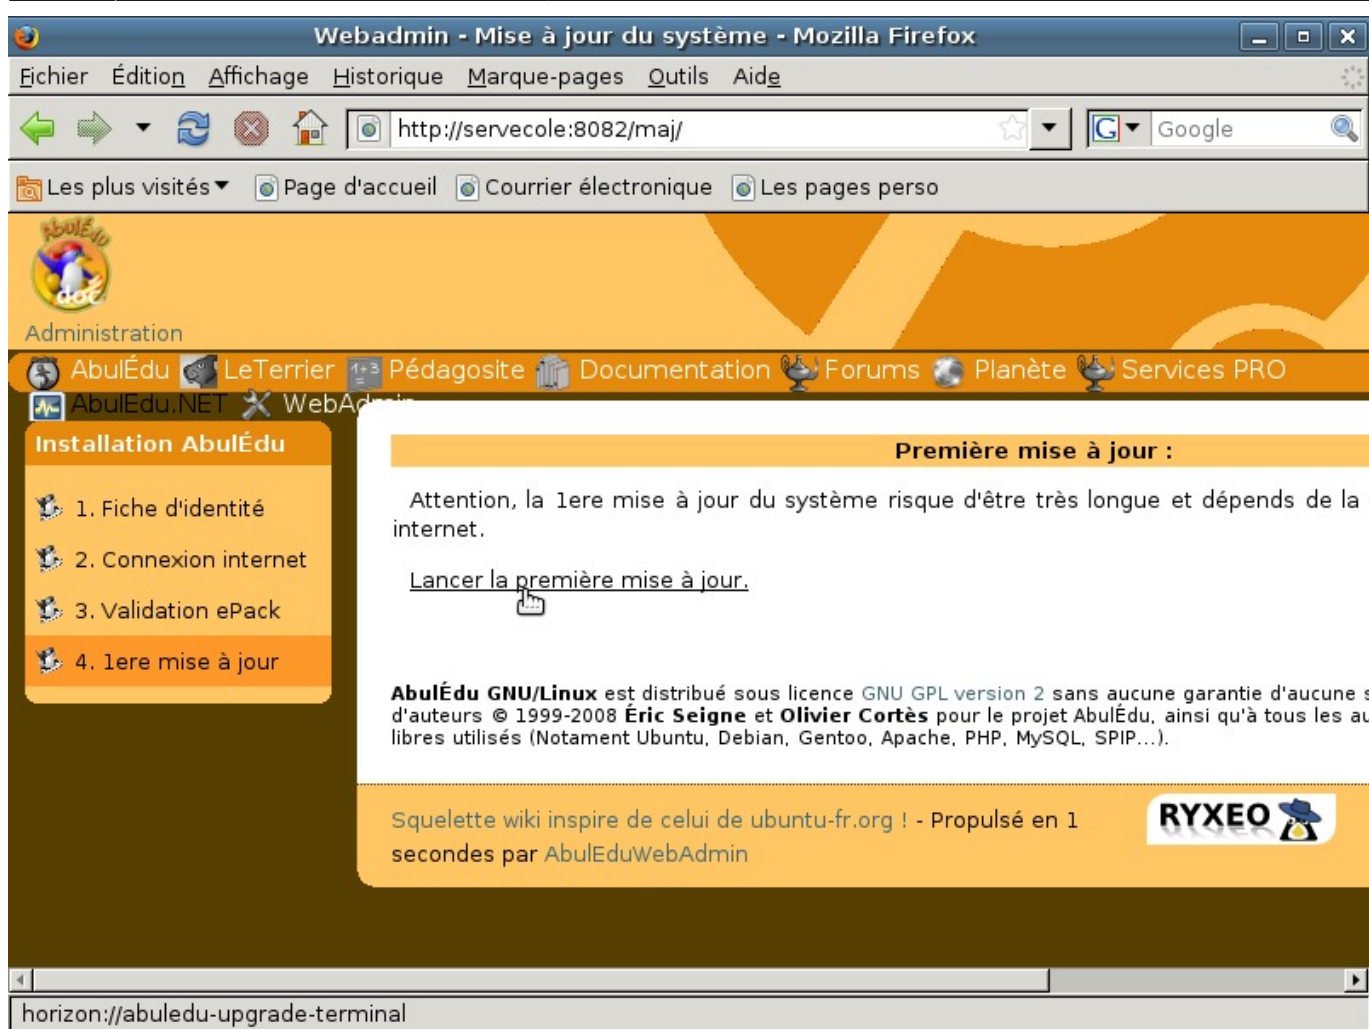 Webadmin - Mise à jour du système - Mozilla Firefox
Fichier Édition Affichage Historique Marque-pages Outils Aide
http://servecole:8082/maj/
G Google
Les plus visités Page d'accueil Courrier électronique Les pages perso
AbulÉdu
doc
Administration
AbulÉdu LeTerrier Pédagosite Documentation Forums Planète Services PRO
AbulEdu.NET WebAdmin
Installation AbulÉdu
1. Fiche d'identité
2. Connexion internet
3. Validation ePack
4. 1ere mise à jour
Première mise à jour :
Attention, la 1ere mise à jour du système risque d'être très longue et dépends de la
internet.
Lancer la première mise à jour.
AbulÉdu GNU/Linux est distribué sous licence GNU GPL version 2 sans aucune garantie d'aucune s
d'auteurs © 1999-2008 Éric Seigne et Olivier Cortès pour le projet AbulÉdu, ainsi qu'à tous les au
libres utilisés (Notament Ubuntu, Debian, Gentoo, Apache, PHP, MySQL, SPIP...).
Squelette wiki inspire de celui de ubuntu-fr.org ! - Propulsé en 1
secondes par AbulEduWebAdmin
RYXEO
horizon://abuledu-upgrade-terminal